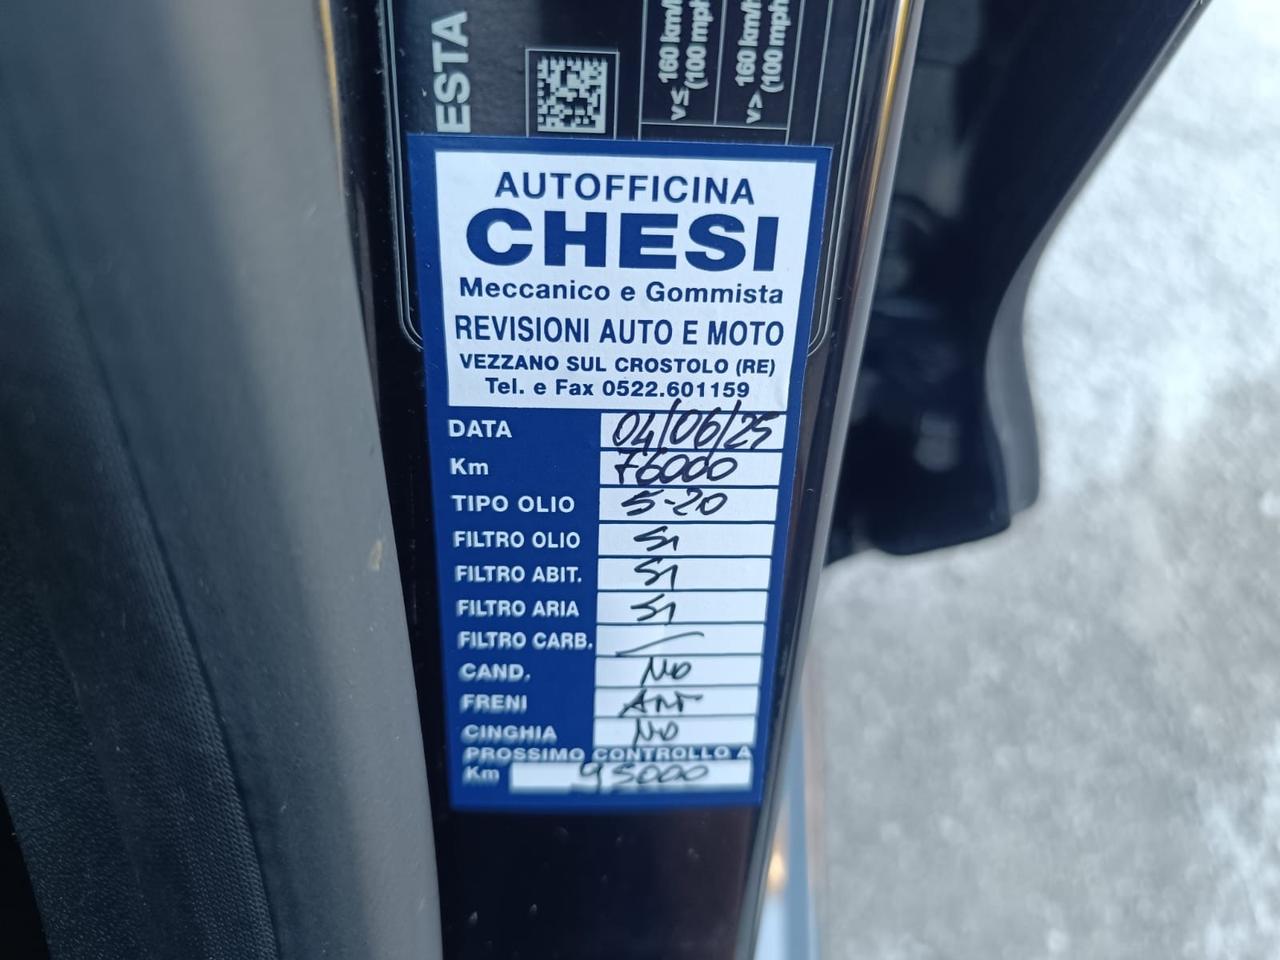 ESTA
v≤ 160 km/h
(100 mph
v> 160 km/h
(100 mph
AUTOFFICINA
CHESI
Meccanico e Gommista
REVISIONI AUTO E MOTO
VEZZANO SUL CROSTOLO (RE)
Tel. e Fax 0522.601159
DATA 04/06/25
Km 76000
TIPO OLIO 5-20
FILTRO OLIO SI
FILTRO ABIT. SI
FILTRO ARIA SI
FILTRO CARB. —
CAND. NO
FRENI ANT
CINGHIA NO
PROSSIMO CONTROLLO A
Km 95000